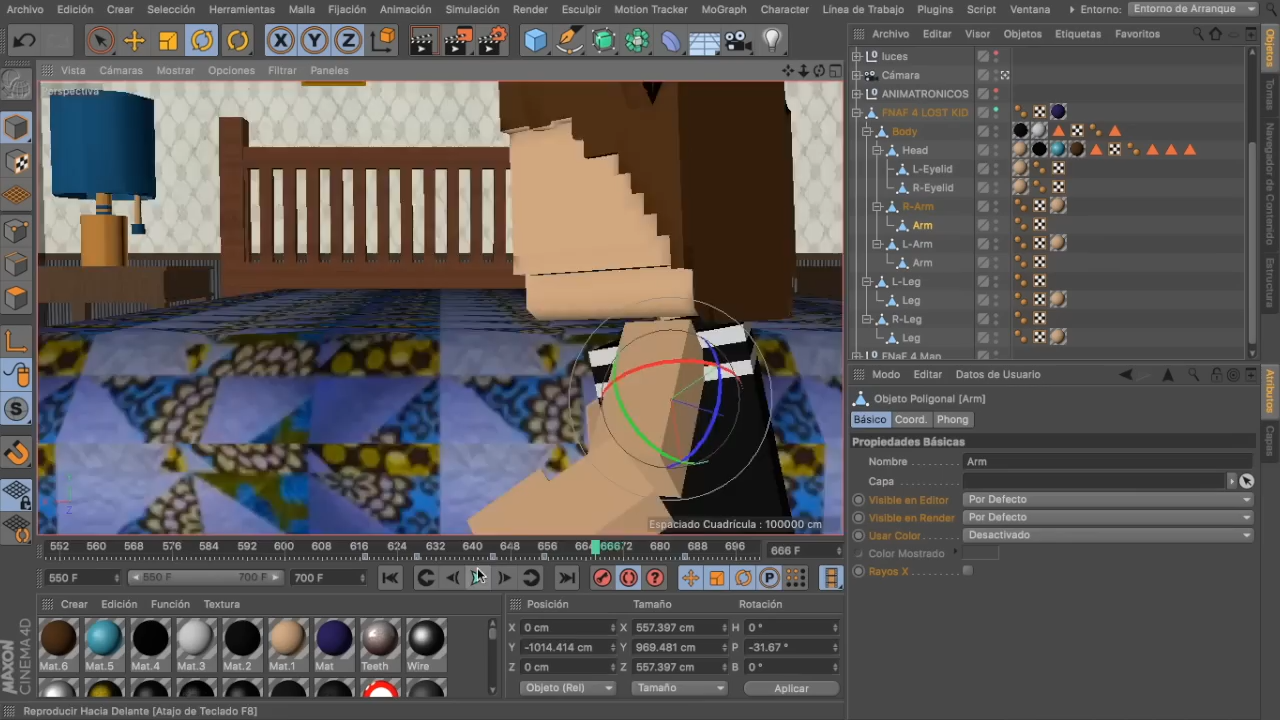 Archivo Edición Crear Selección Herramientas Malla Fijación Animación Simulación Render Esculpir Motion Tracker MoGraph Character Línea de Trabajo Plugins Script Ventana Entorno: Entorno de Arranque
Archivo Editar Visor Objetos Etiquetas Favoritos
Vista Cámaras Mostrar Opciones Filtrar Paneles
luces
Cámara
ANIMATRONICOS
FNAF 4 LOST KID
Body
Head
L-Eyelid
R-Eyelid
R-Arm
Arm
L-Arm
Arm
L-Leg
Leg
R-Leg
Leg
FNaF 4 Map
Objetos
Tomas
Navegador de Contenido
Estructura
Espaciado Cuadrícula : 100000 cm
Modo Editar Datos de Usuario
Objeto Poligonal [Arm]
Básico Coord. Phong
Propiedades Básicas
Nombre Arm
Capa
Visible en Editor Por Defecto
Visible en Render Por Defecto
Usar Color Desactivado
Color Mostrado
Rayos X
Atributos
Capas
552 560 568 576 584 592 600 608 616 624 632 640 648 656 666 672 680 688 696 666 F
550 F 550 F 700 F 700 F
Crear Edición Función Textura
Mat.6 Mat.5 Mat.4 Mat.3 Mat.2 Mat.1 Mat Teeth Wire
Posición Tamaño Rotación
X 0 cm X 557.397 cm H 0 °
Y -1014.414 cm Y 969.481 cm P -31.67 °
Z 0 cm Z 557.397 cm B 0 °
Objeto (Rel) Tamaño Aplicar
MAXON CINEMA 4D
Reproducir Hacia Delante [Atajo de Teclado F8]